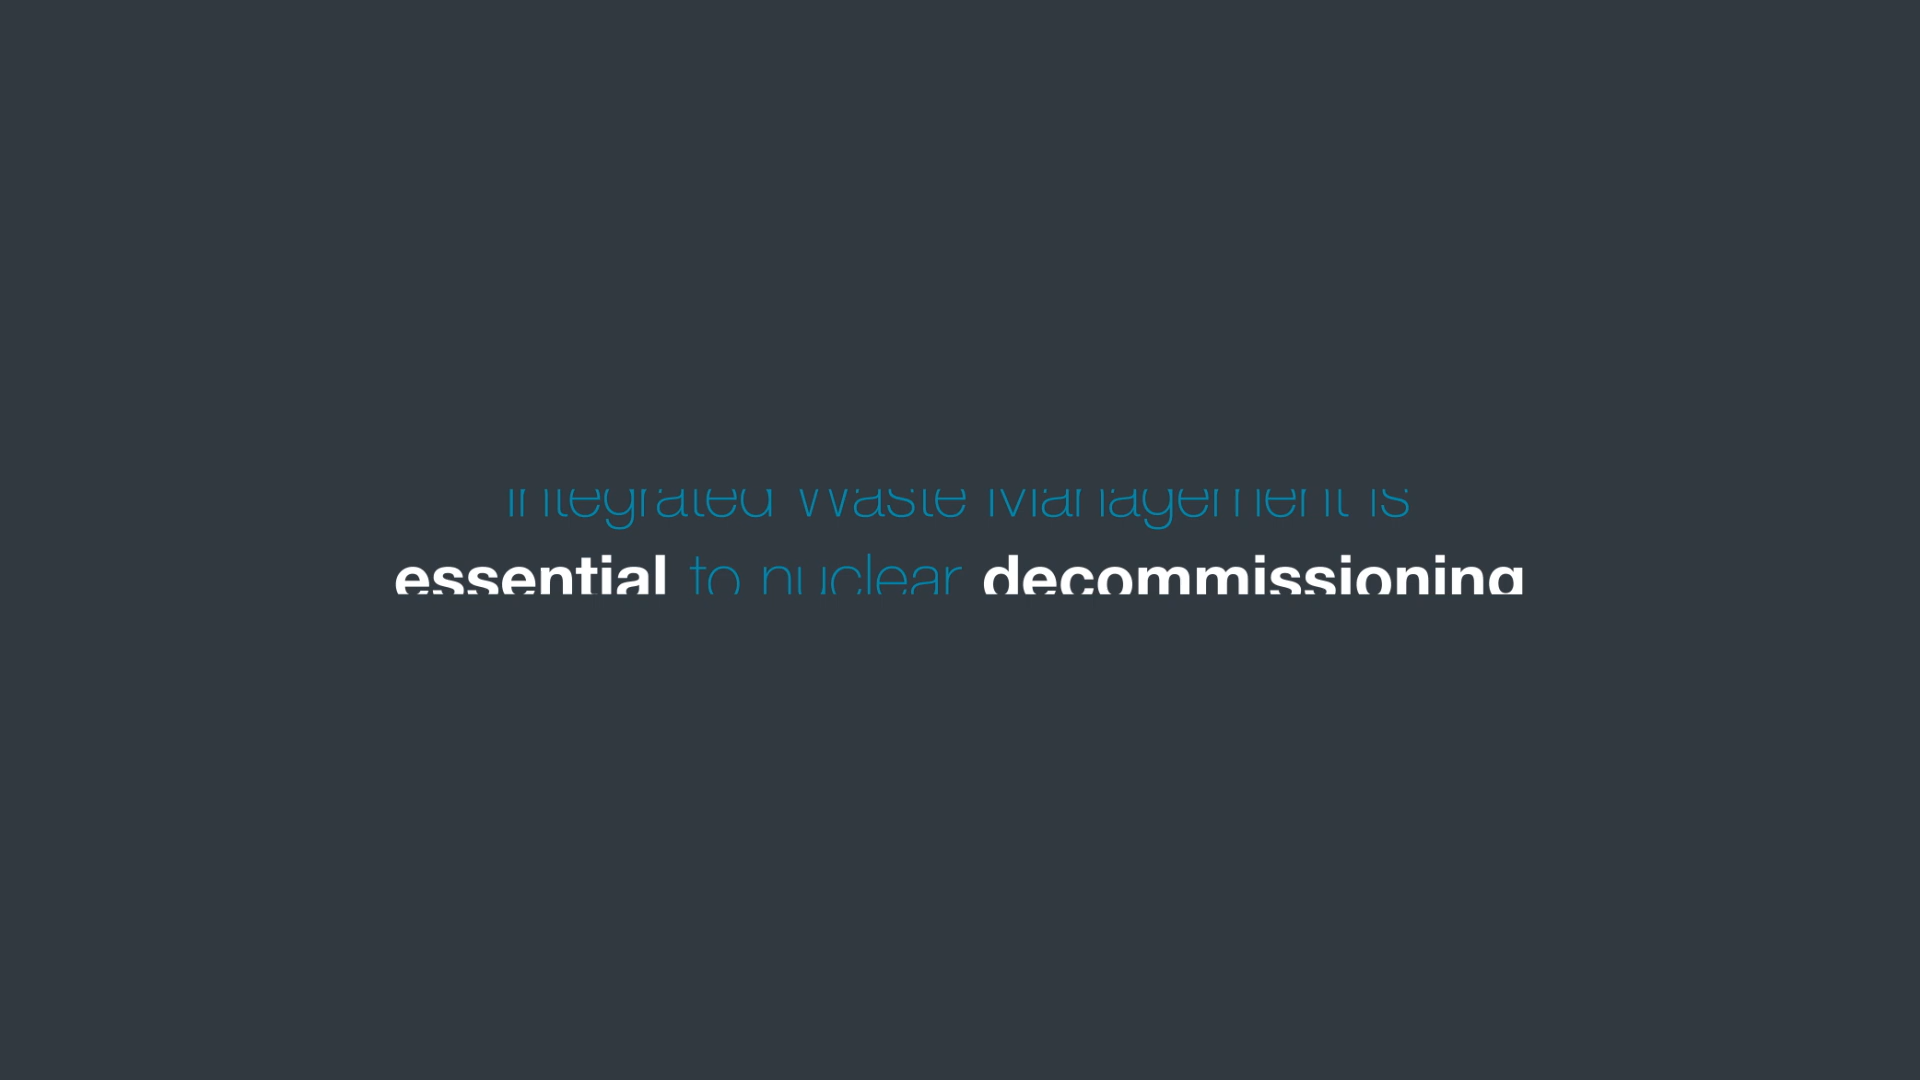 Integrated Waste Management is
essential to nuclear decommissioning